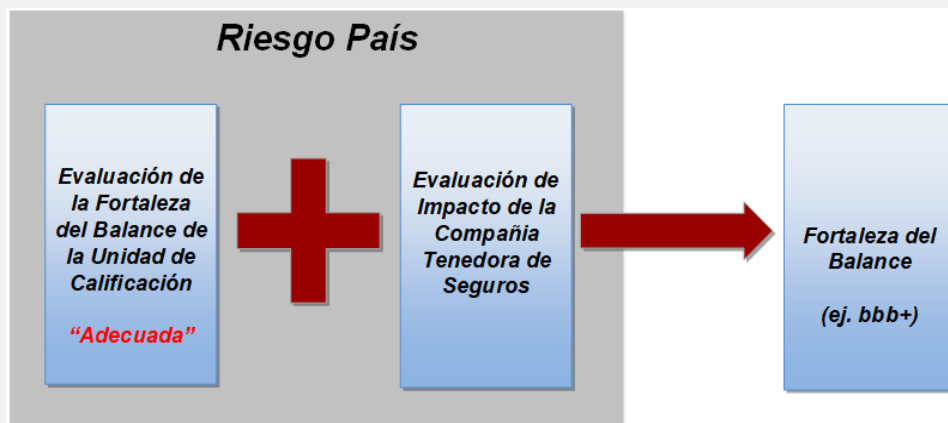 Riesgo País
Evaluación de
la Fortaleza
del Balance de
la Unidad de
Calificación
“Adecuada”
Evaluación de
Impacto de la
Compañia
Tenedora de
Seguros
Fortaleza del
Balance
(ej. bbb+)